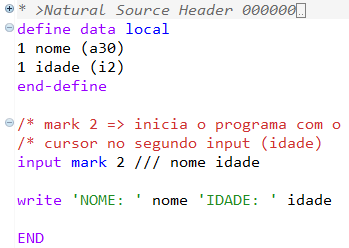 * >Natural Source Header 000000
define data local
1 nome (a30)
1 idade (i2)
end-define
/* mark 2 => inicia o programa com o
/* cursor no segundo input (idade)
input mark 2 /// nome idade
write 'NOME: ' nome 'IDADE: ' idade
END